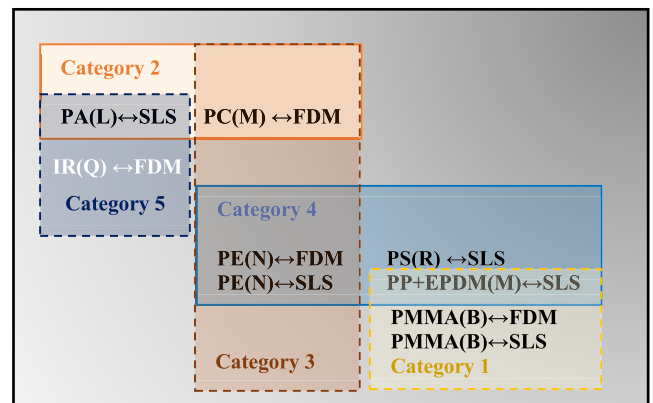 Category 2
PA(L)↔SLS
PC(M) ↔FDM
IR(Q) ↔FDM
Category 5
Category 4
PE(N)↔FDM
PS(R) ↔SLS
PE(N)↔SLS
PP+EPDM(M)↔SLS
PMMA(B)↔FDM
PMMA(B)↔SLS
Category 3
Category 1